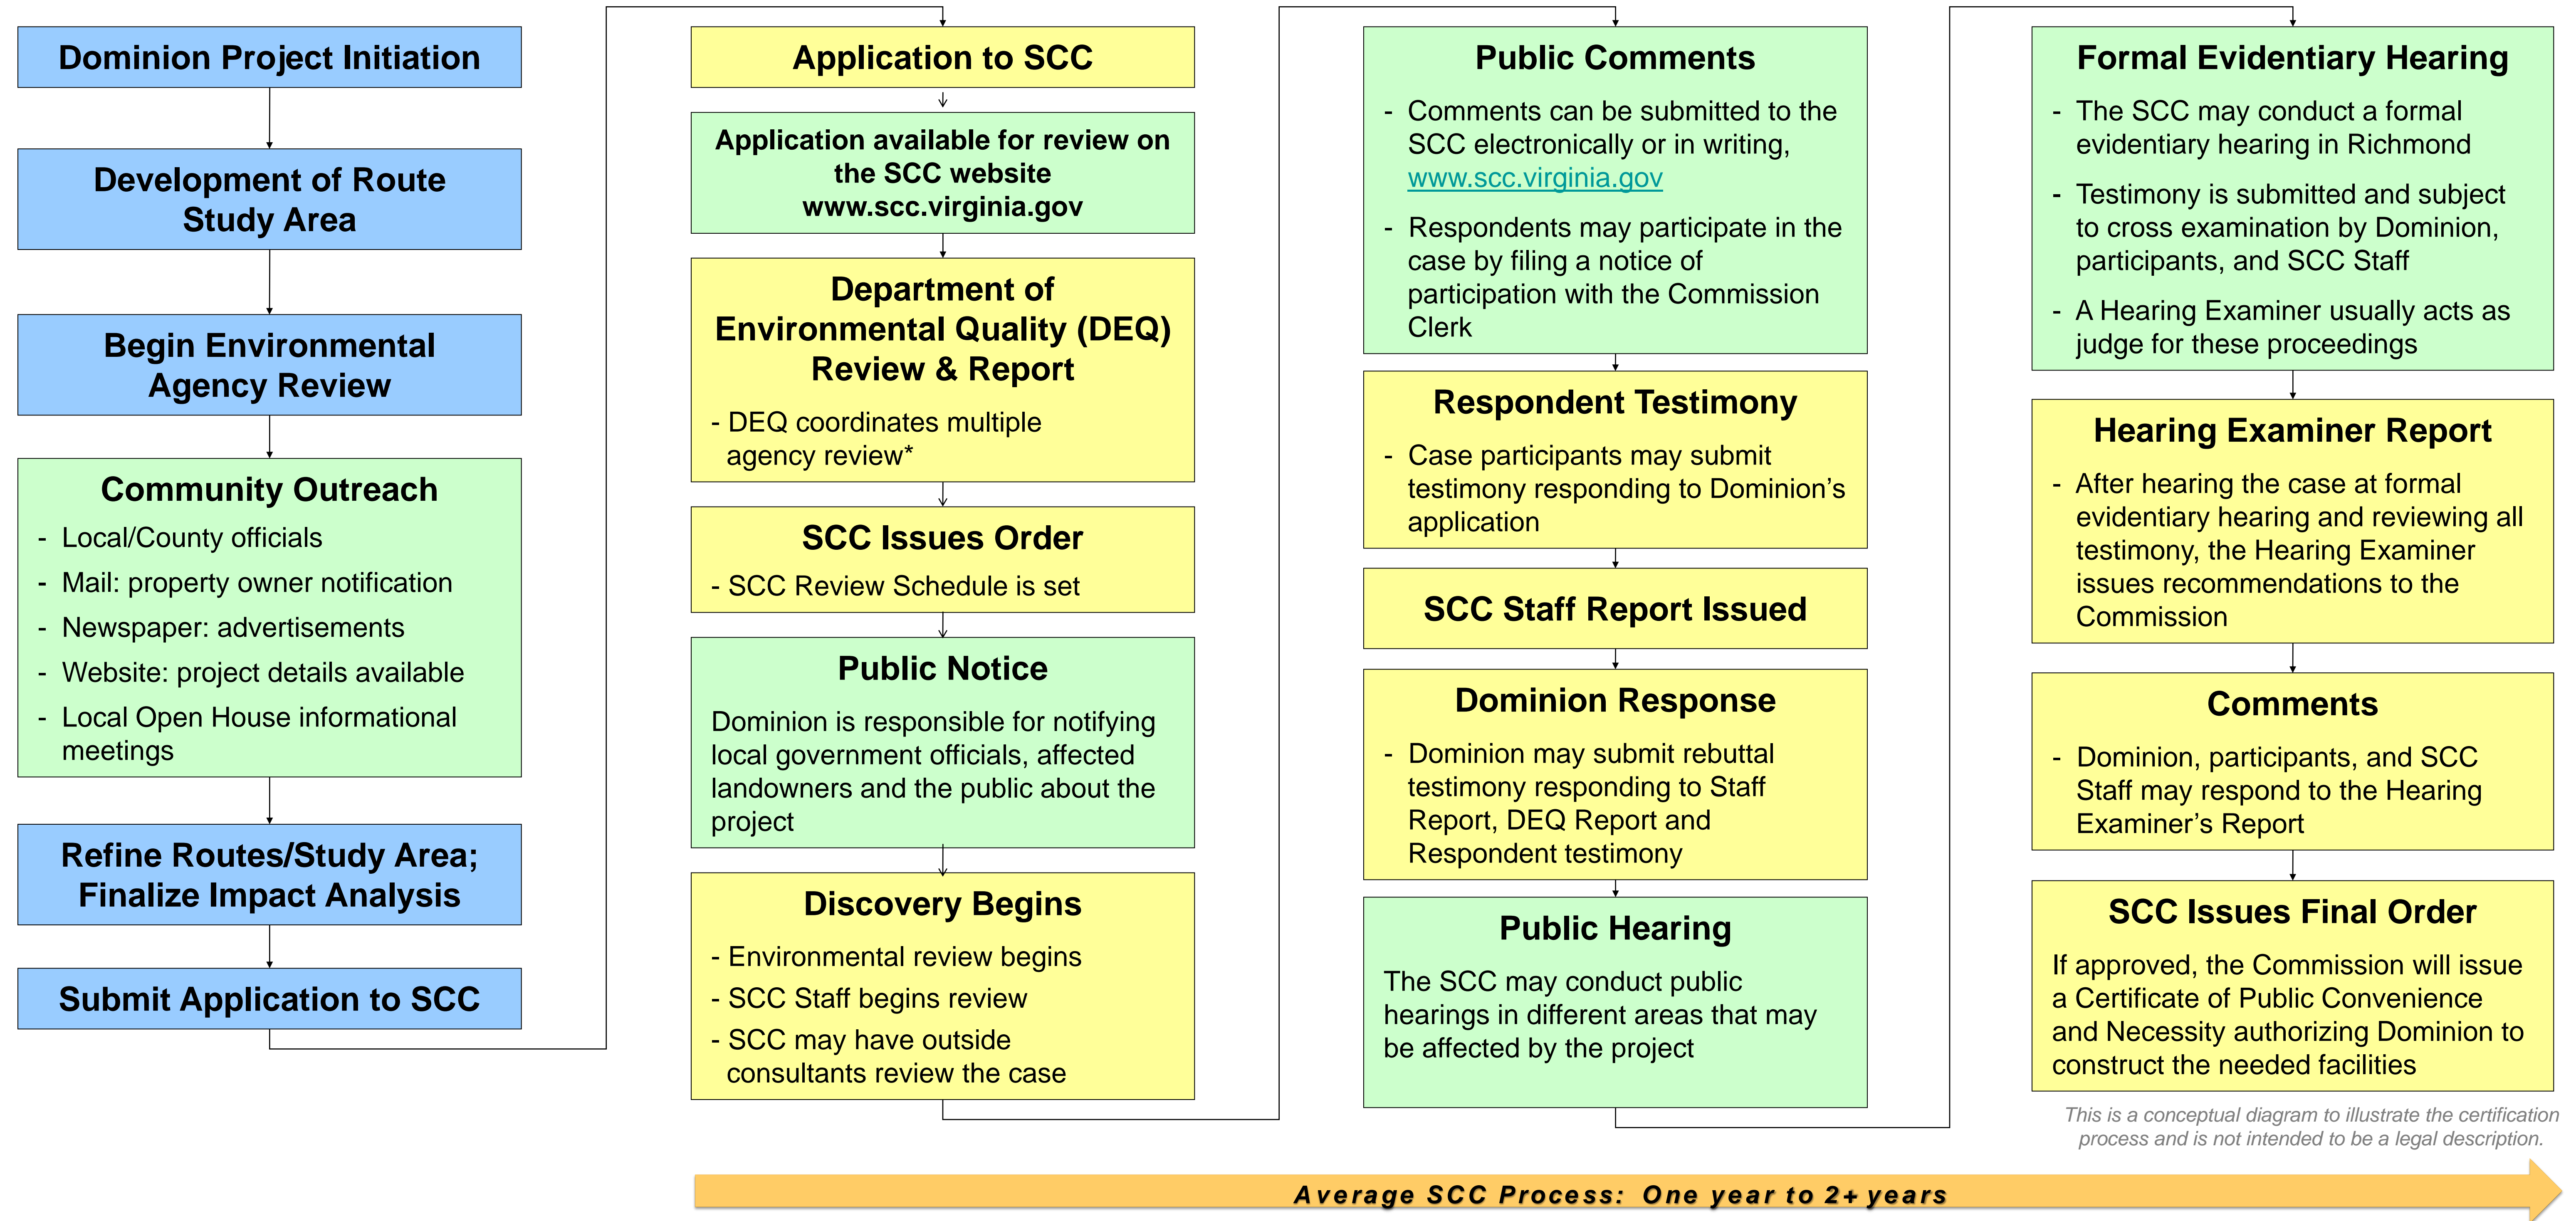 Dominion Project Initiation
Development of Route
Study Area
Begin Environmental
Agency Review
Community Outreach
- Local/County officials
- Mail: property owner notification
- Newspaper: advertisements
- Website: project details available
- Local Open House informational
meetings
Refine Routes/Study Area;
Finalize Impact Analysis
Submit Application to SCC
Application to SCC
Application available for review on
the SCC website
www.scc.virginia.gov
Department of
Environmental Quality (DEQ)
Review & Report
- DEQ coordinates multiple
agency review*
SCC Issues Order
- SCC Review Schedule is set
Public Notice
Dominion is responsible for notifying
local government officials, affected
landowners and the public about the
project
Discovery Begins
- Environmental review begins
- SCC Staff begins review
- SCC may have outside
consultants review the case
Public Comments
- Comments can be submitted to the
SCC electronically or in writing,
www.scc.virginia.gov
- Respondents may participate in the
case by filing a notice of
participation with the Commission
Clerk
Respondent Testimony
- Case participants may submit
testimony responding to Dominion’s
application
SCC Staff Report Issued
Dominion Response
- Dominion may submit rebuttal
testimony responding to Staff
Report, DEQ Report and
Respondent testimony
Public Hearing
The SCC may conduct public
hearings in different areas that may
be affected by the project
Formal Evidentiary Hearing
- The SCC may conduct a formal
evidentiary hearing in Richmond
- Testimony is submitted and subject
to cross examination by Dominion,
participants, and SCC Staff
- A Hearing Examiner usually acts as
judge for these proceedings
Hearing Examiner Report
- After hearing the case at formal
evidentiary hearing and reviewing all
testimony, the Hearing Examiner
issues recommendations to the
Commission
Comments
- Dominion, participants, and SCC
Staff may respond to the Hearing
Examiner’s Report
SCC Issues Final Order
If approved, the Commission will issue
a Certificate of Public Convenience
and Necessity authorizing Dominion to
construct the needed facilities
This is a conceptual diagram to illustrate the certification
process and is not intended to be a legal description.
Average SCC Process: One year to 2+ years